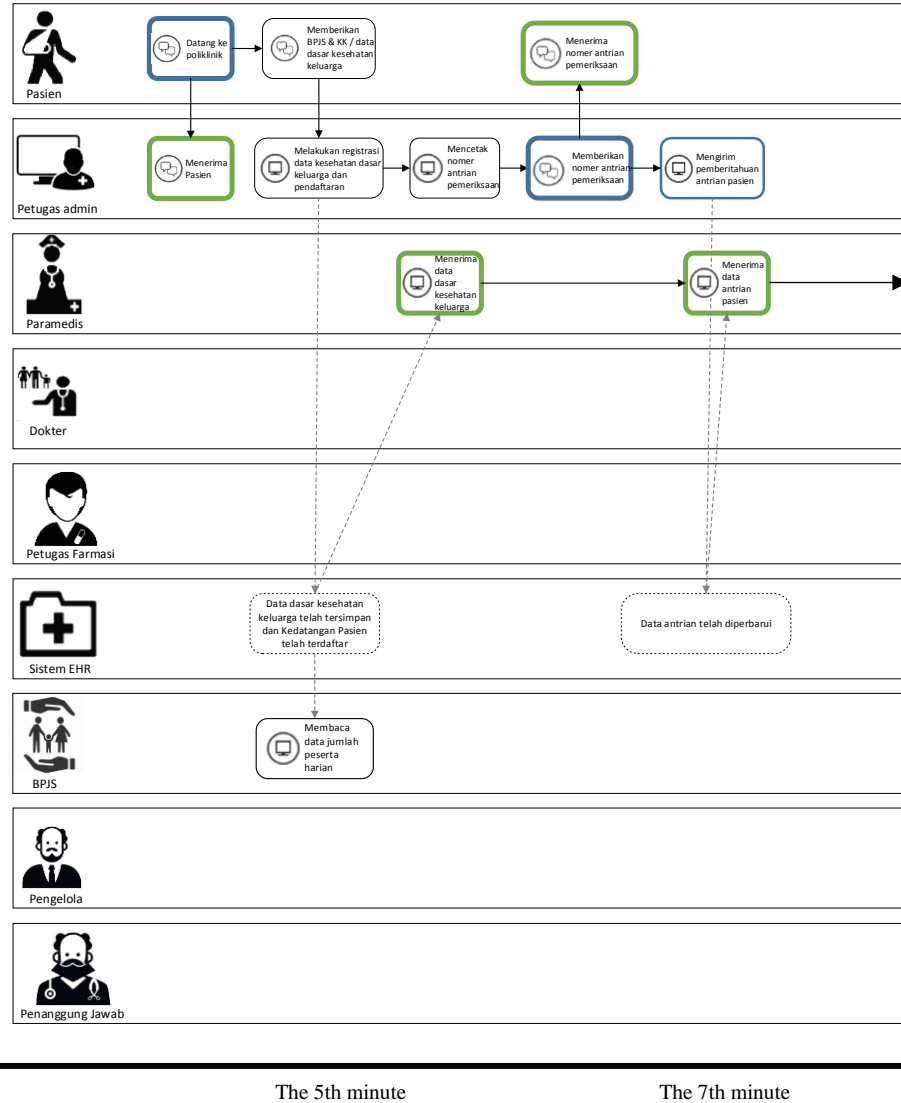 Datang ke
poliklinik
Memberikan
BPJS & KK / data
dasar kesehatan
keluarga
Menerima
nomer antrian
pemeriksaan
Pasien
Menerima
Pasien
Melakukan registrasi
data kesehatan dasar
keluarga dan
pendaftaran
Mencetak
nomer
antrian
pemeriksaan
Memberikan
nomer antrian
pemeriksaan
Mengirim
pemberitahuan
antrian pasien
Petugas admin
Menerima
data
dasar
kesehatan
keluarga
Menerima
data
antrian
pasien
Paramedis
Dokter
Petugas Farmasi
Data dasar kesehatan
keluarga telah tersimpan
dan Kedatangan Pasien
telah terdaftar
Data antrian telah diperbarui
Sistem EHR
Membaca
data jumlah
peserta
harian
BPJS
Pengelola
Penanggung Jawab
The 5th minute
The 7th minute